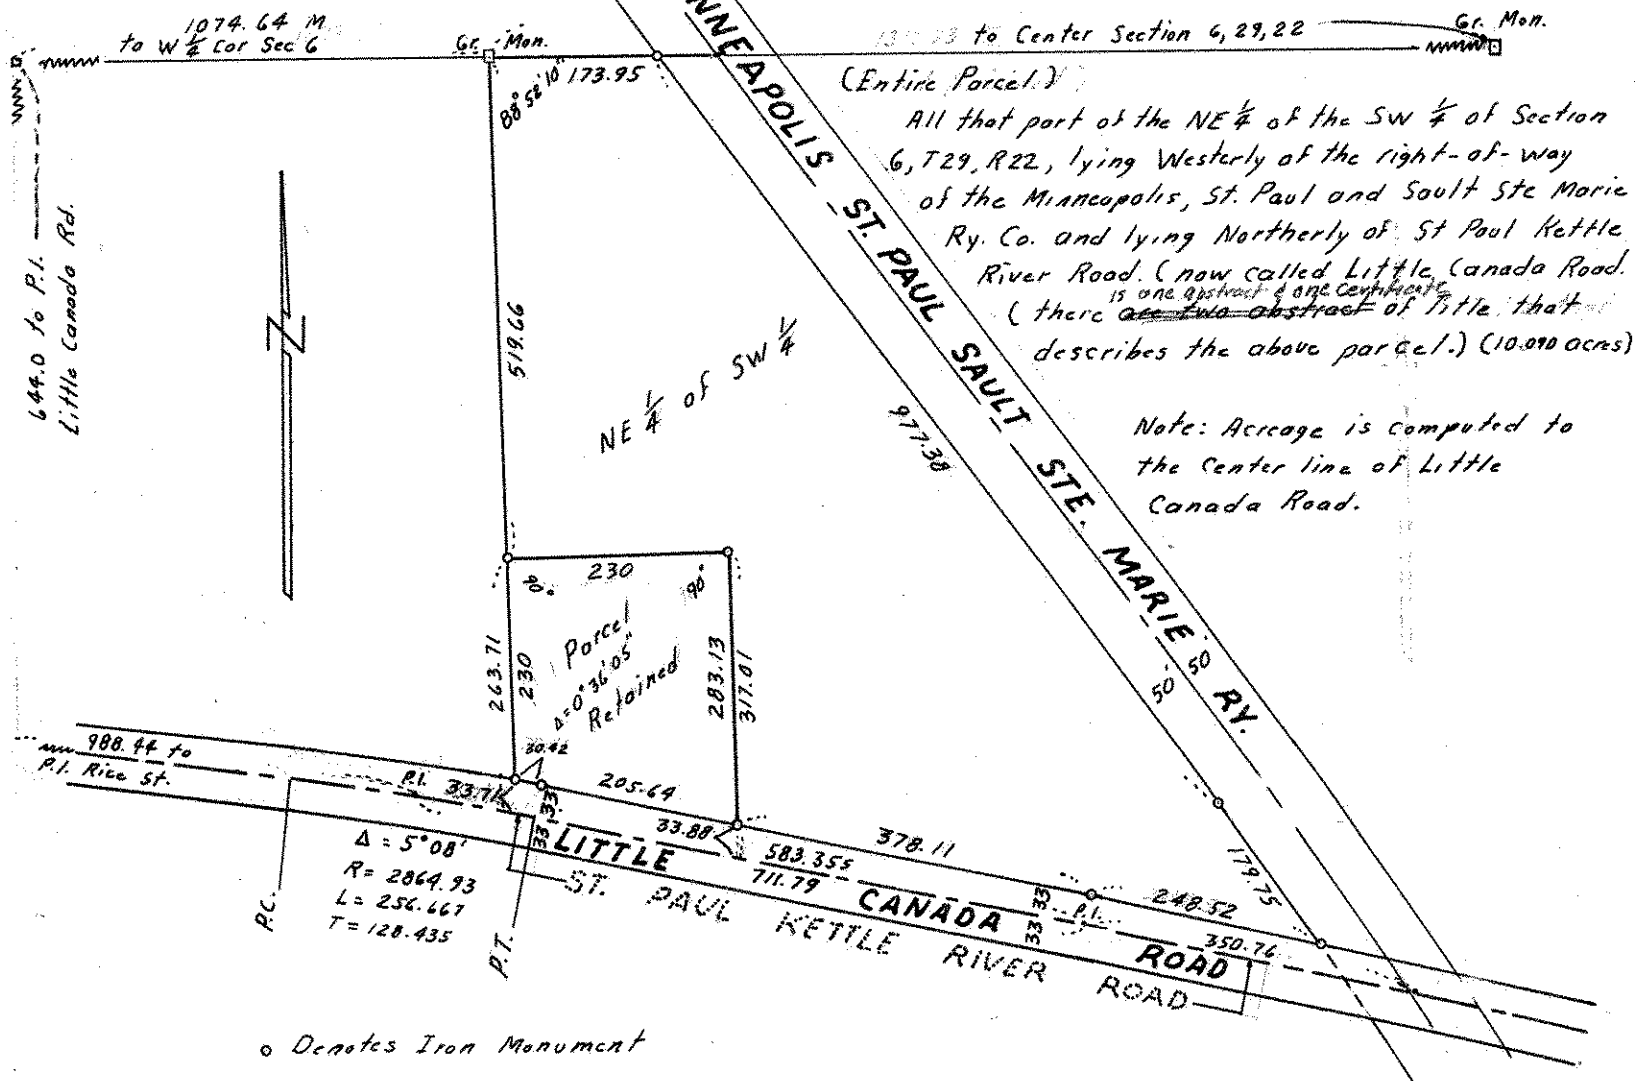 1074.64 M
to W ¼ Cor Sec 6
Gr. Mon.
to Center Section 6, 29, 22
Gr. Mon.
88° 58' 10"
173.95
(Entire Parcel)
All that part of the NE ¼ of the SW ¼ of Section
6, T29, R22, lying Westerly of the right-of-way
of the Minneapolis, St. Paul and Sault Ste Marie
Ry. Co. and lying Northerly of St Paul Kettle
River Road. (now called Little Canada Road.
is one abstract & one Certificate
(there are two abstract of Title that
describes the above parcel.) (10.090 acres)
Note: Acreage is computed to
the Center line of Little
Canada Road.
644.0 to P.I.
Little Canada Rd.
N
519.66
NE ¼ of SW ¼
NNEAPOLIS ST. PAUL SAULT STE. MARIE RY.
977.38
50
50
179.75
230
90°
90°
263.71
230
Parcel
Δ=0°36'05"
Retained
283.13
317.01
988.44 to
P.I. Rice St.
P.I.
33.71
30.42
205.64
33
33
33.88
583.355
711.79
378.11
33
33
P.I.
248.52
350.76
LITTLE CANADA ROAD
ST. PAUL KETTLE RIVER ROAD
P.C.
Δ = 5°08'
R= 2864.93
L= 256.667
T= 128.435
P.T.
o Denotes Iron Monument